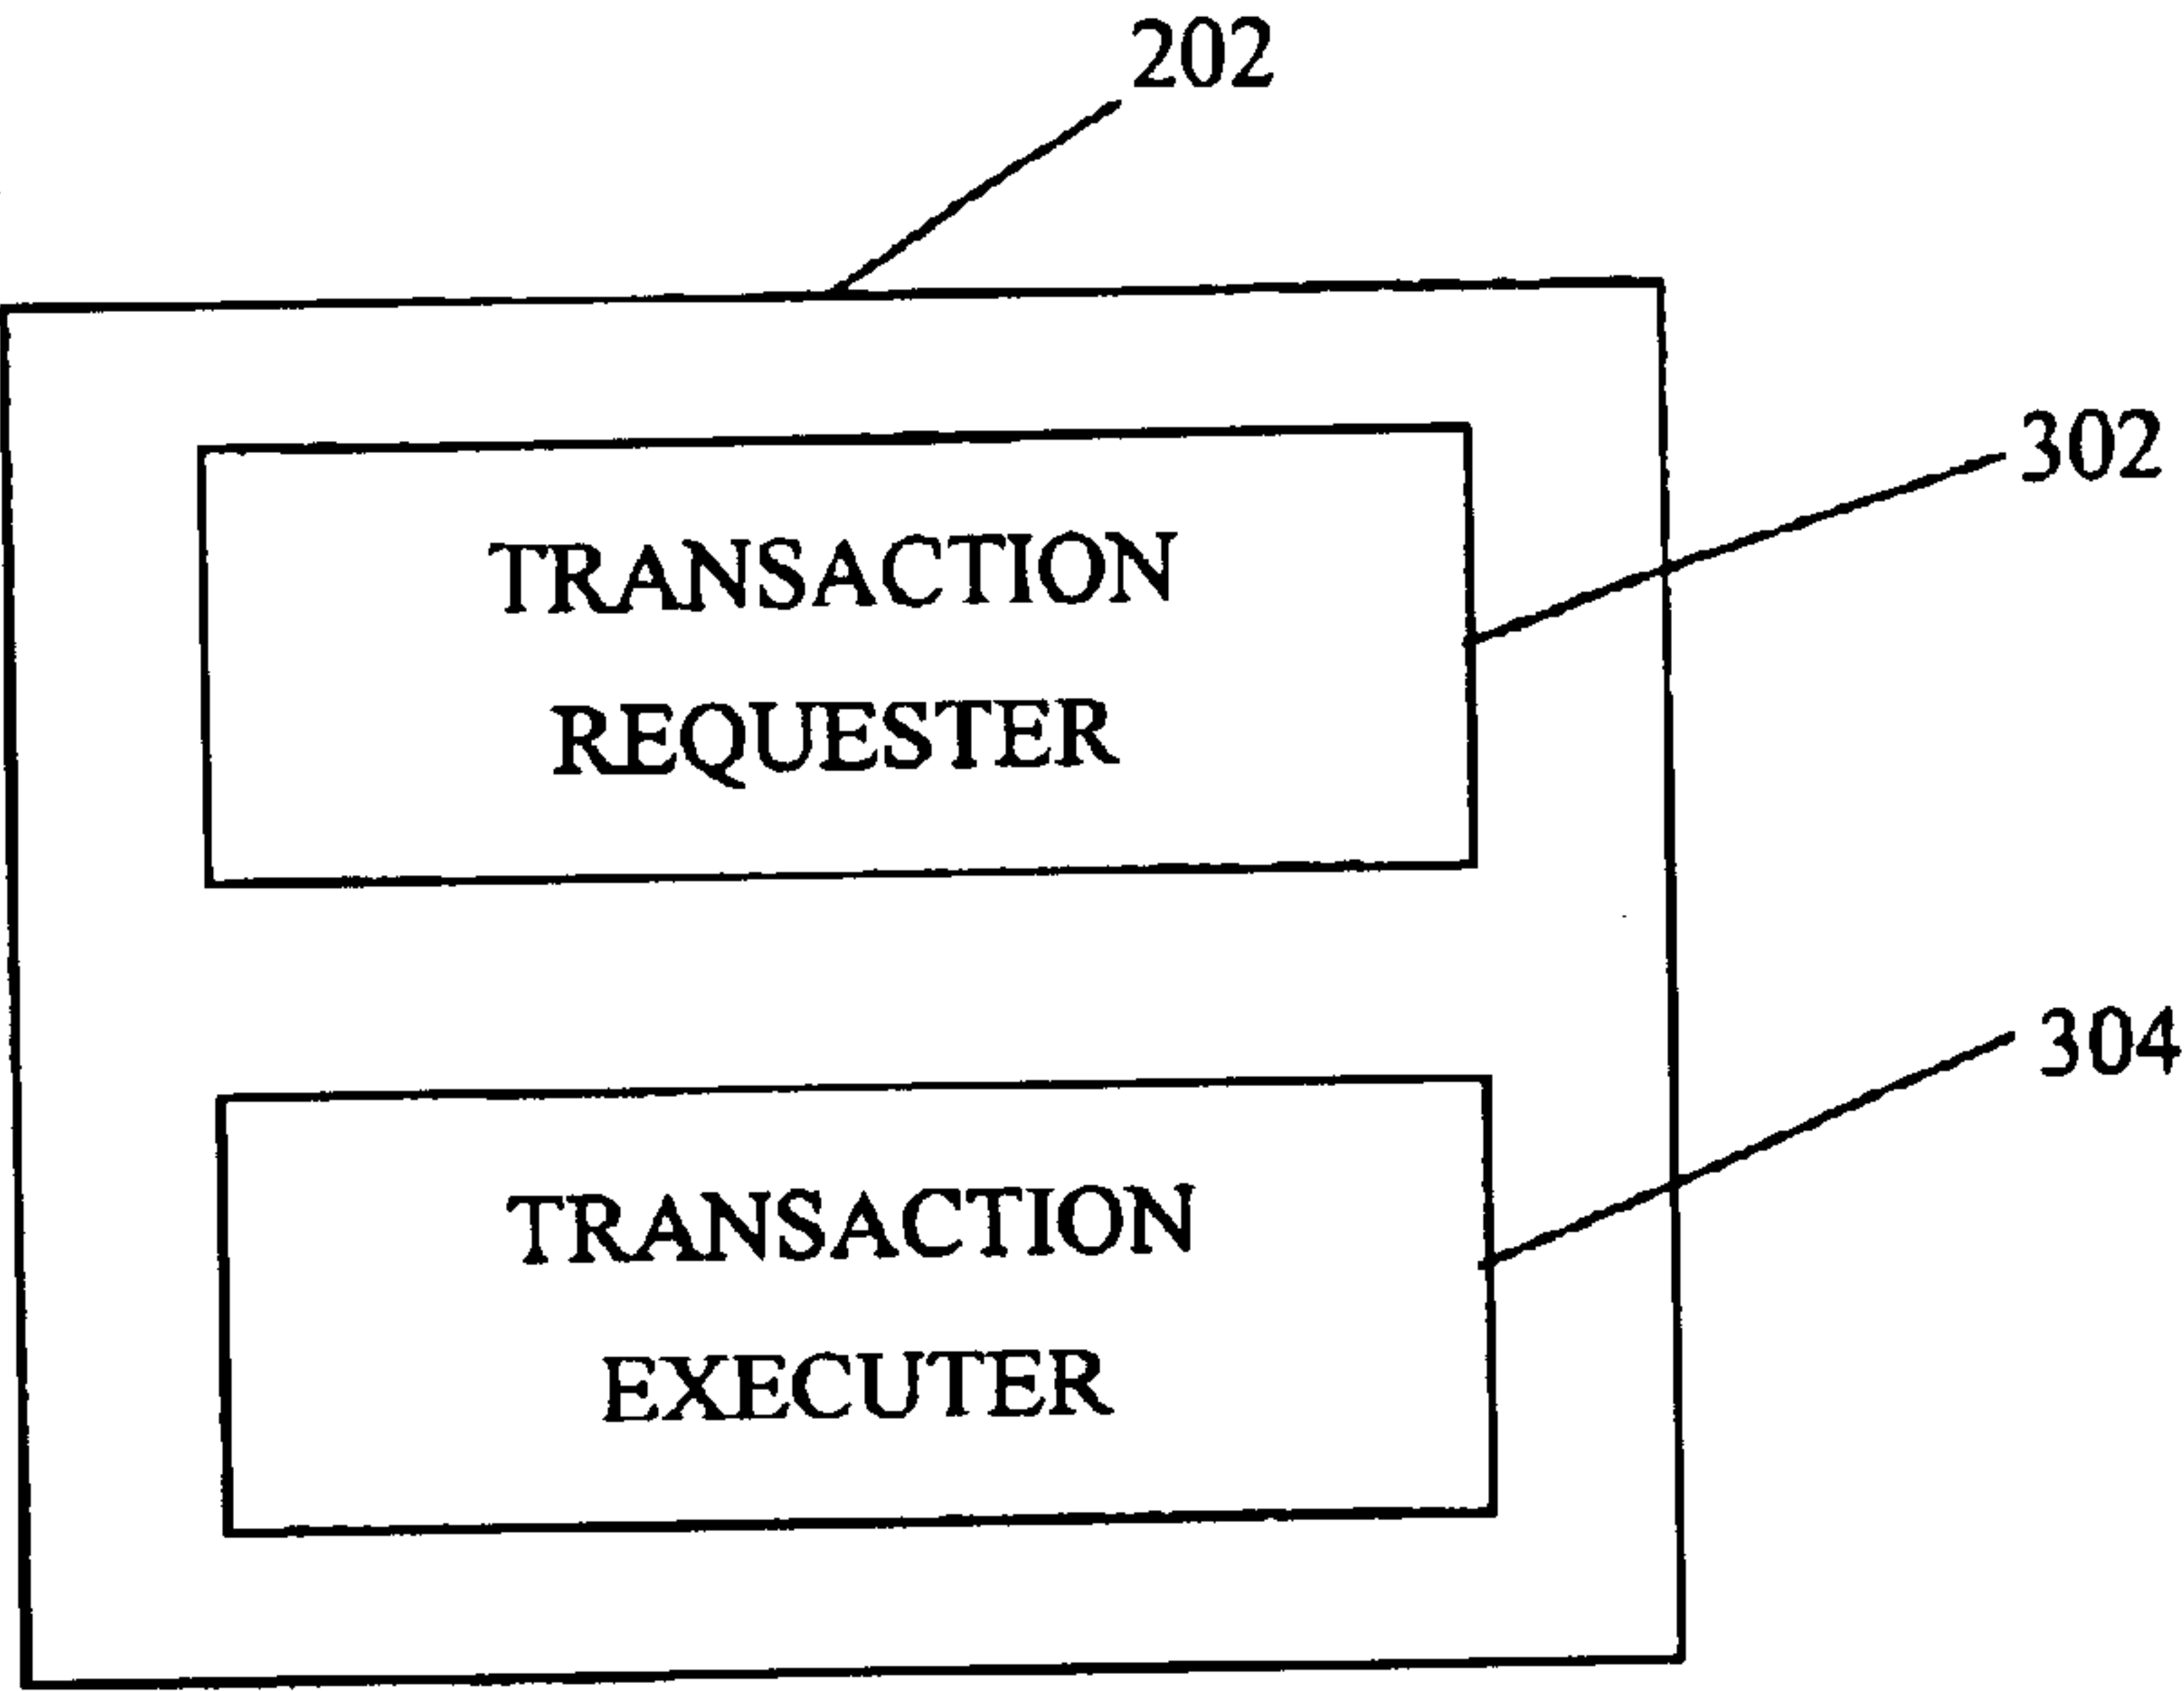 202
302
TRANSACTION
REQUESTER
304
TRANSACTION
EXECUTER